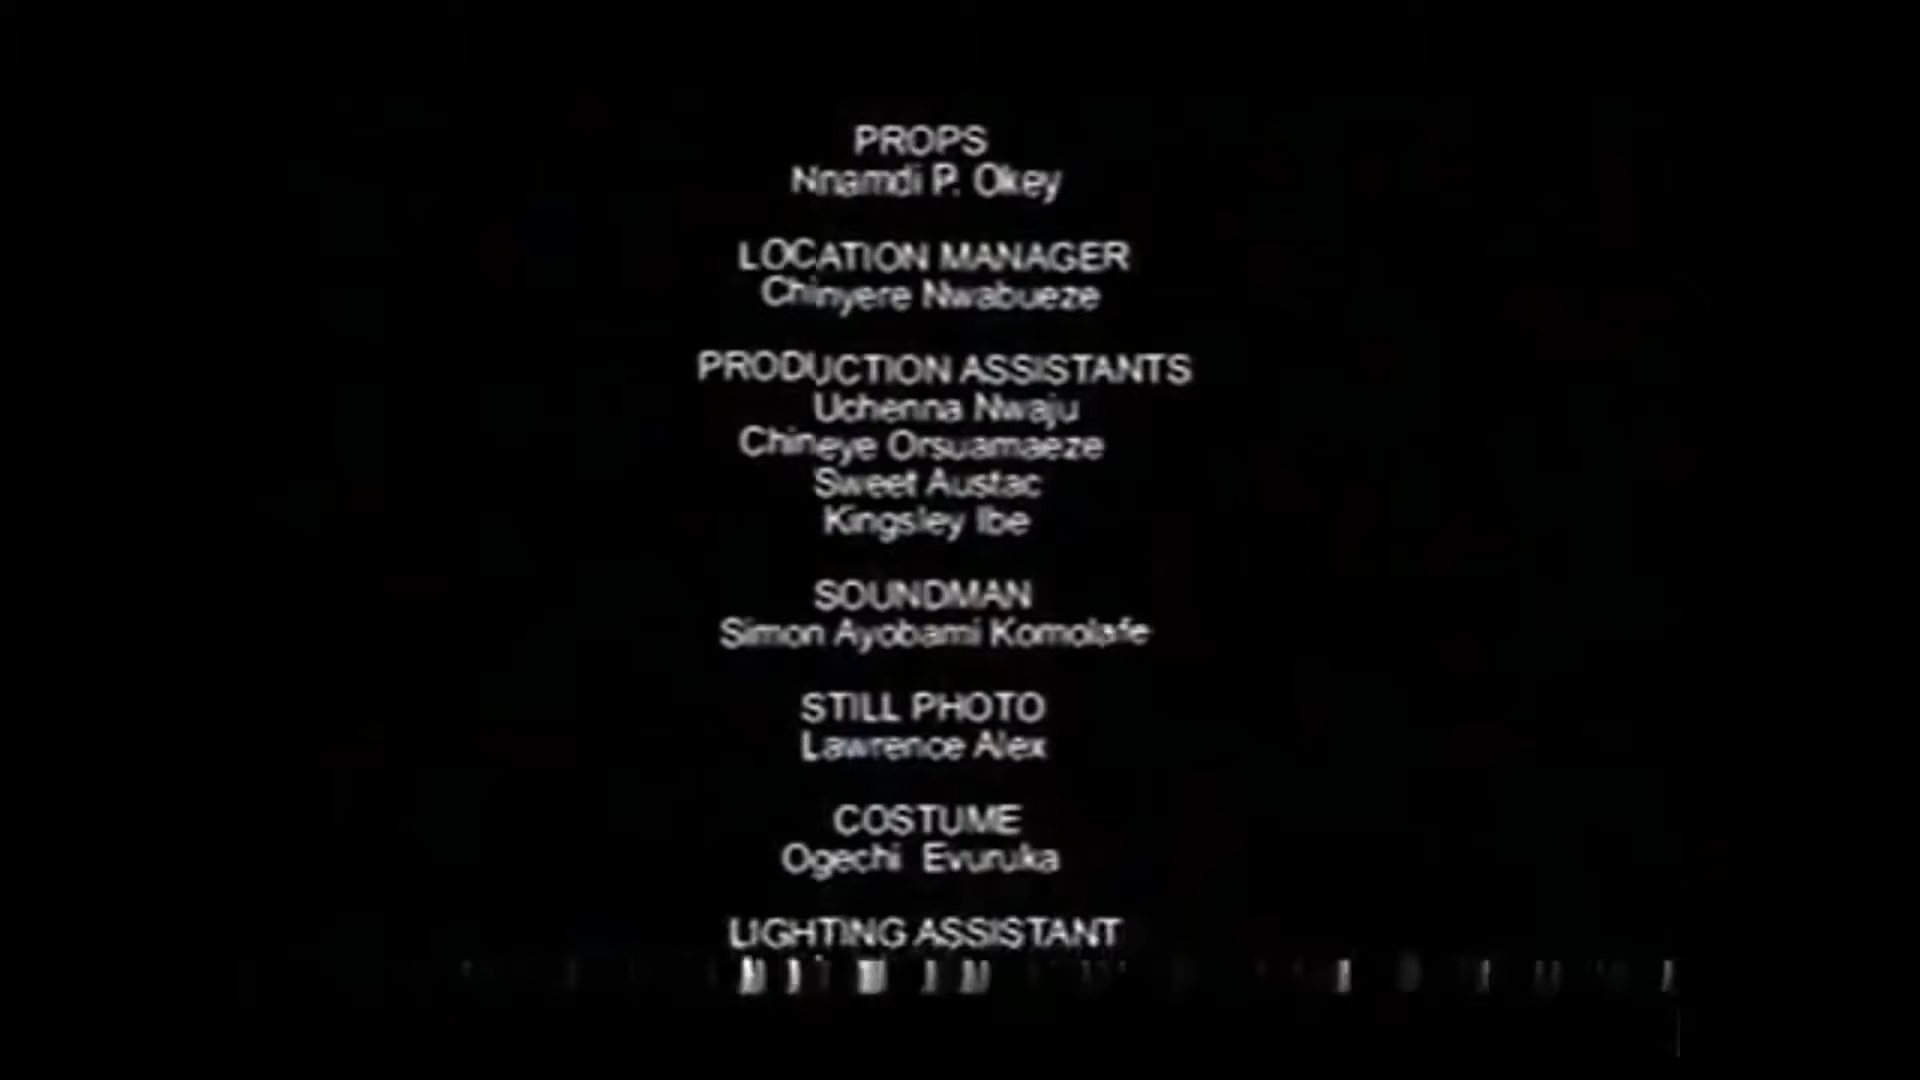 PROPS
Nnamdi P. Okey
LOCATION MANAGER
Chinyere Nwabueze
PRODUCTION ASSISTANTS
Uchenna Nwaju
Chineye Orsuamaeze
Sweet Austac
Kingsley Ibe
SOUNDMAN
Simon Ayobami Komolafe
STILL PHOTO
Lawrence Alex
COSTUME
Ogechi Evuruka
LIGHTING ASSISTANT